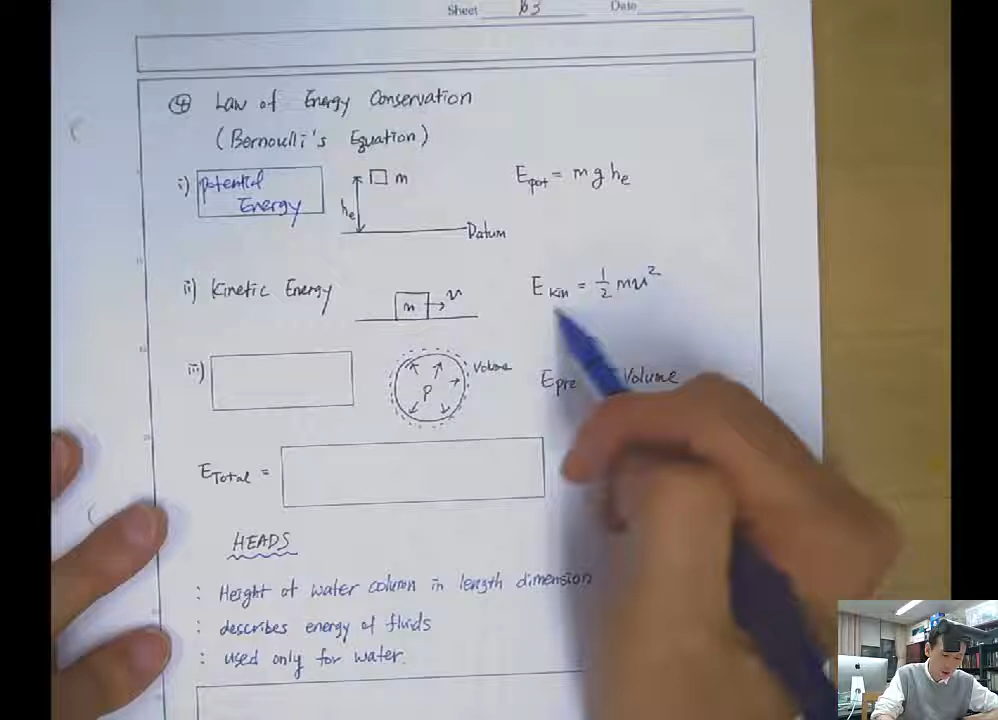 Sheet 63 Date
④ Law of Energy Conservation
(Bernoulli's Equation)
i) potential Energy
m
he
Datum
Epot = m g he
ii) Kinetic Energy
m
u
Ekin = 1/2 mu²
iii)
P
Volume
Epre
Volume
ETotal =
HEADS
: Height of water column in length dimension
: describes energy of fluids
: used only for water.